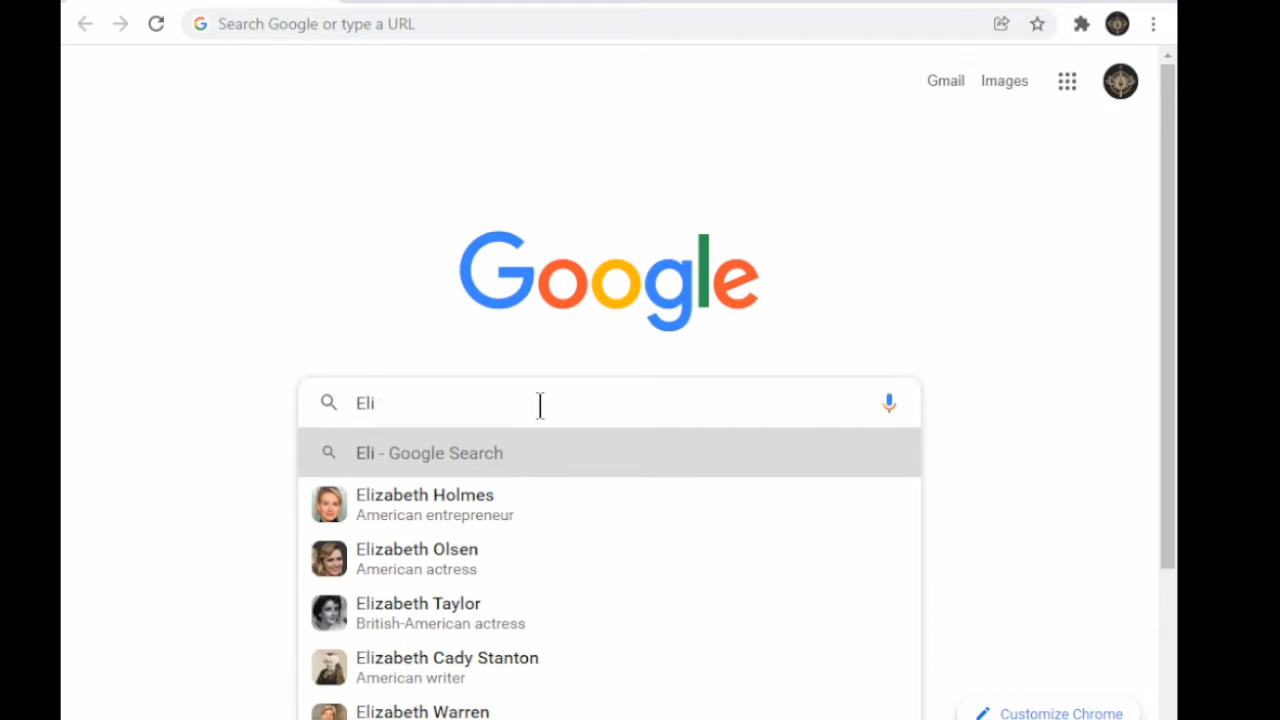 Search Google or type a URL
Gmail Images
Google
Eli
Eli - Google Search
Elizabeth Holmes
American entrepreneur
Elizabeth Olsen
American actress
Elizabeth Taylor
British-American actress
Elizabeth Cady Stanton
American writer
Elizabeth Warren
Customize Chrome